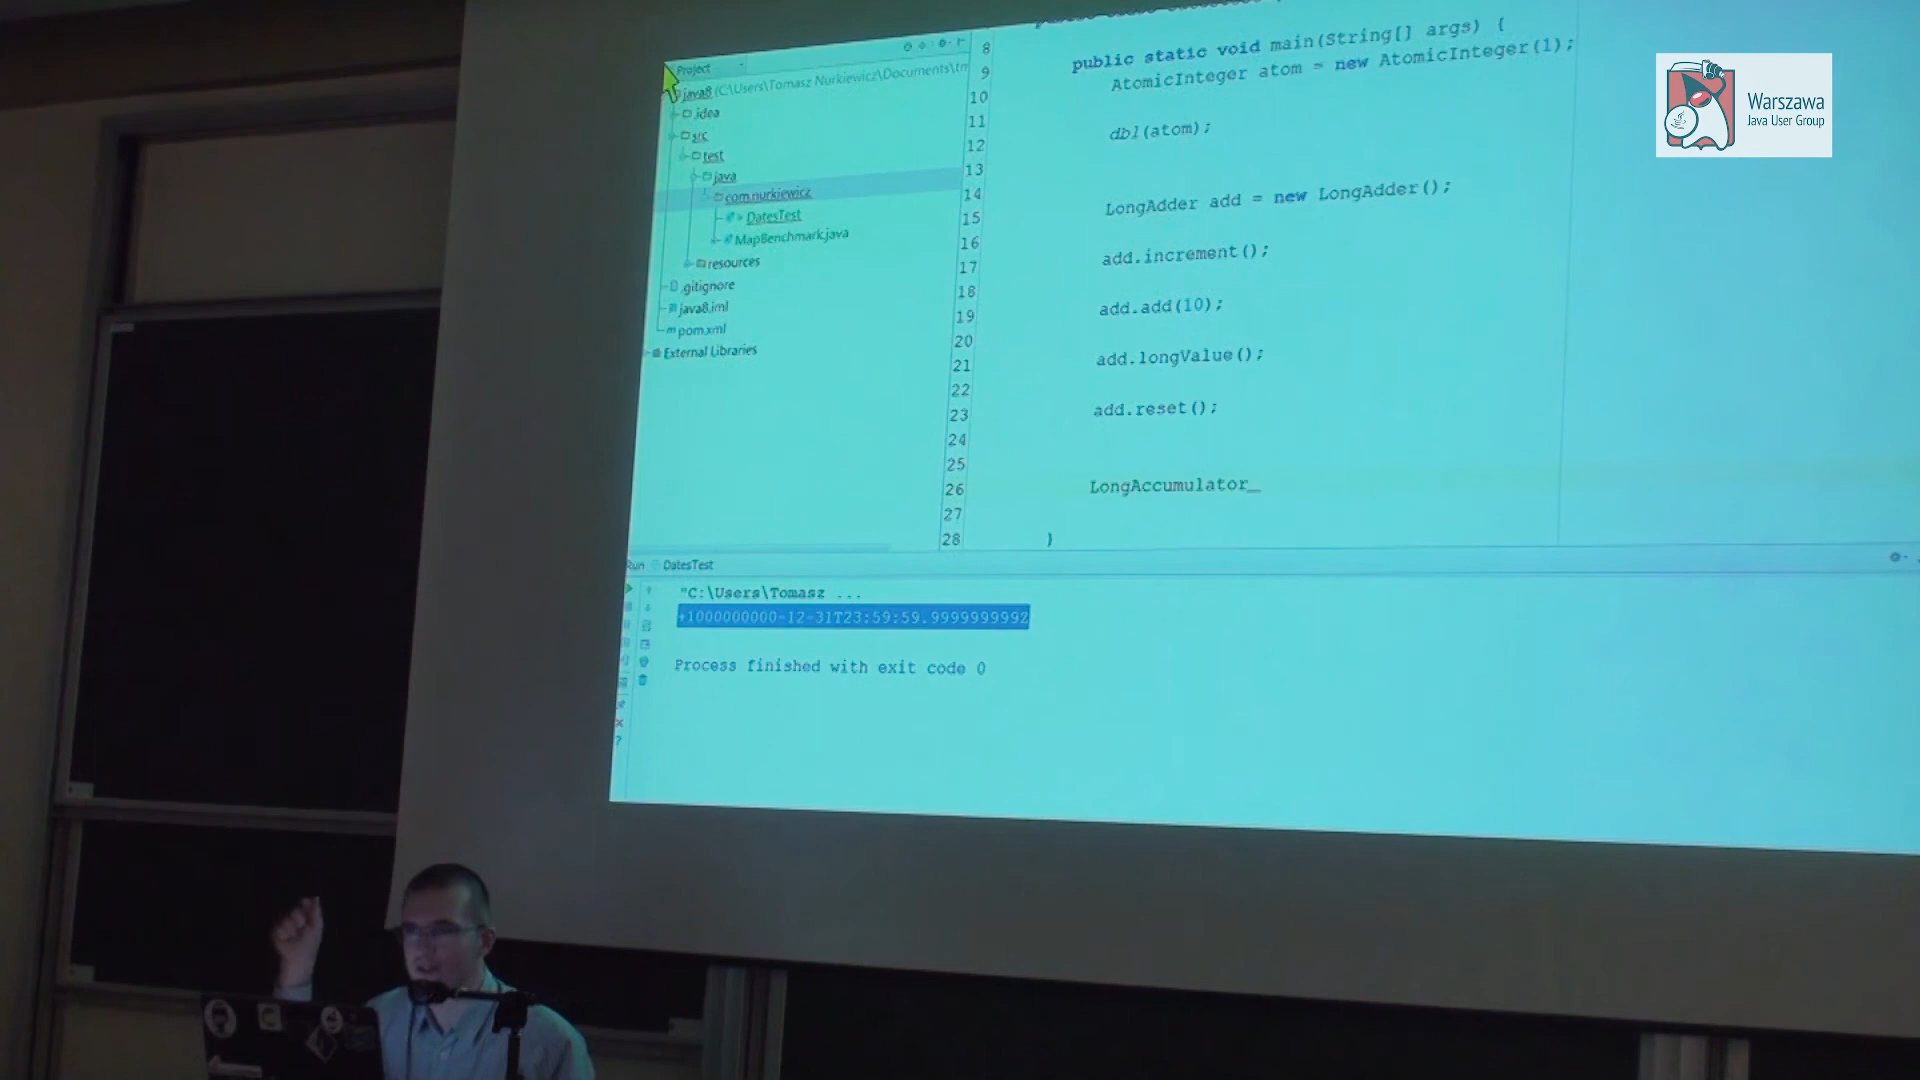 Warszawa
Java User Group
Project
java8 (C:\Users\Tomasz Nurkiewicz\Documents\tm
.idea
src
test
java
com.nurkiewicz
DatesTest
MapBenchmark.java
resources
.gitignore
java8.iml
pom.xml
External Libraries
8
9
10
11
12
13
14
15
16
17
18
19
20
21
22
23
24
25
26
27
28
public static void main(String[] args) {
AtomicInteger atom = new AtomicInteger(1);
dbl(atom);
LongAdder add = new LongAdder();
add.increment();
add.add(10);
add.longValue();
add.reset();
LongAccumulator_
}
Run DatesTest
"C:\Users\Tomasz ...
+1000000000-12-31T23:59:59.999999999Z
Process finished with exit code 0